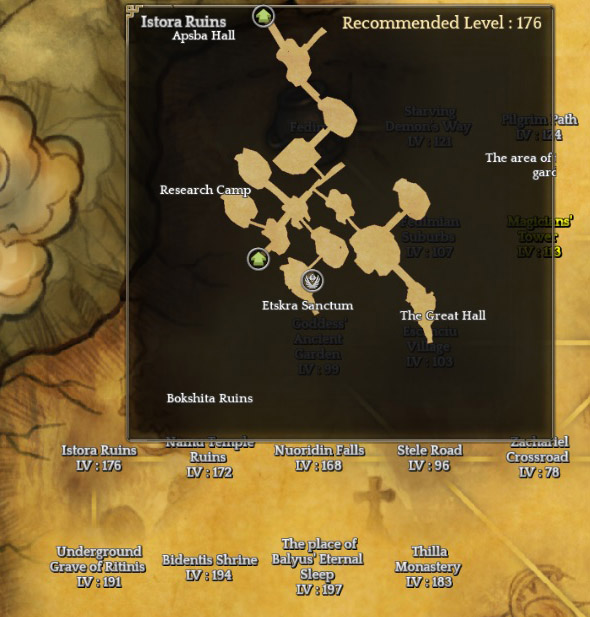 Istora Ruins
Recommended Level : 176
Apsba Hall
Starving
Demon's Way
LV : 121
Pilgrim Path
The area of
Research Camp
Magicians'
Tower
Suburbs
LV : 107
Etskra Sanctum
The Great Hall
Goddess'
Ancient
Garden
LV : 99
Village
LV : 103
Bokshita Ruins
Istora Ruins
LV : 176
Namu Temple
Ruins
LV : 172
Nuoridin Falls
LV : 168
Stele Road
LV : 96
Zachariel
Crossroad
LV : 78
Underground
Grave of Ritinis
LV : 191
Bidentis Shrine
LV : 194
The place of
Balyus' Eternal
Sleep
LV : 197
Thilla
Monastery
LV : 183